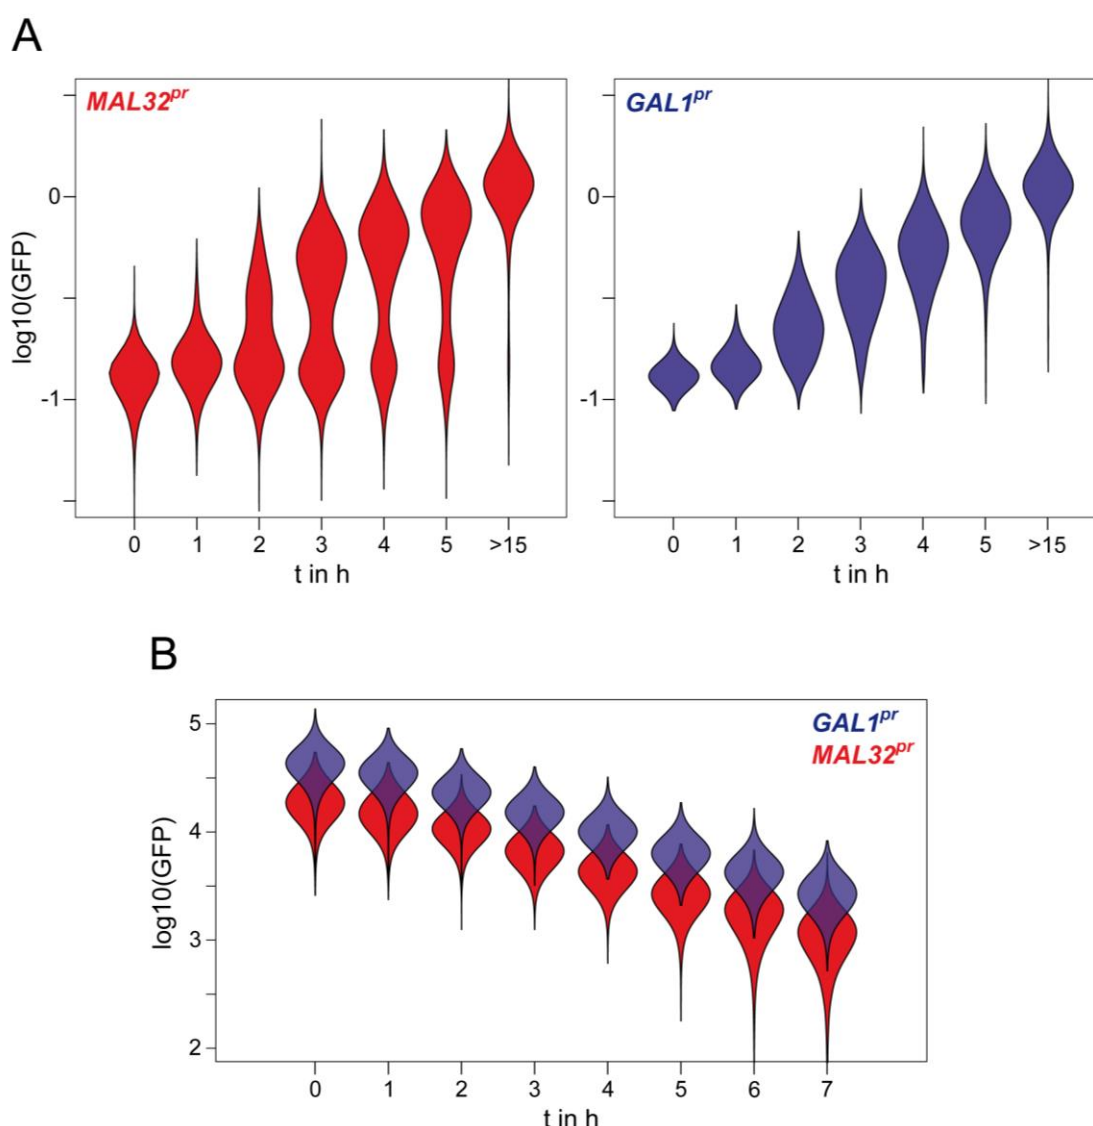 A
MAL32pr
GAL1pr
log10(GFP)
0
-1
0
-1
0 1 2 3 4 5 >15
0 1 2 3 4 5 >15
t in h
t in h
B
GAL1pr
MAL32pr
log10(GFP)
5
4
3
2
0 1 2 3 4 5 6 7
t in h